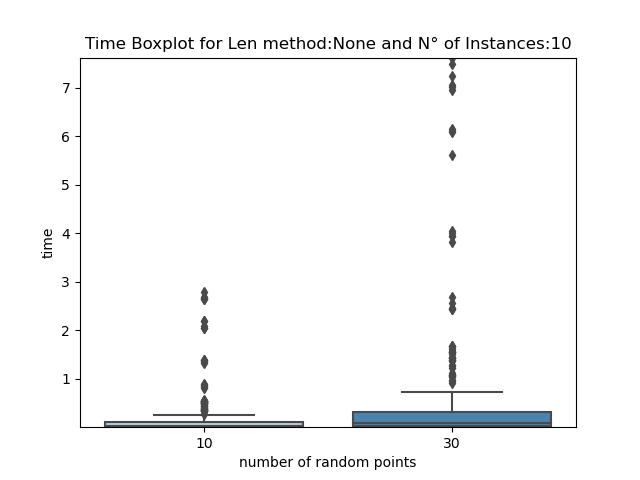 Time Boxplot for Len method:None and N° of Instances:10
7
6
5
4
3
2
1
time
10 30
number of random points